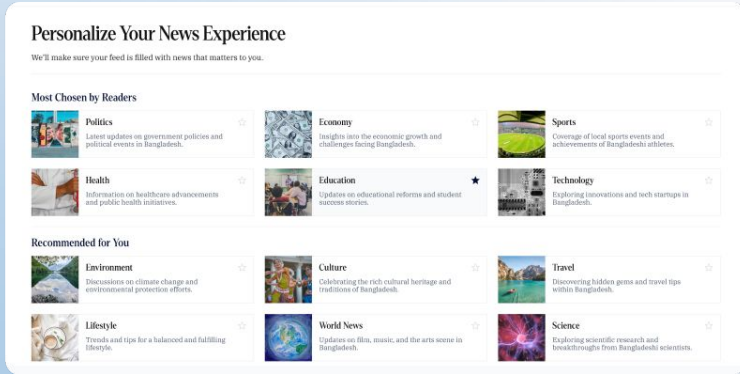 Personalize Your News Experience
We'll make sure your feed is filled with news that matters to you.
Most Chosen by Readers
Politics
Latest updates on government policies and
political events in Bangladesh.
Economy
Insights into the economic growth and
challenges facing Bangladesh.
Sports
Coverage of local sports events and
achievements of Bangladeshi athletes.
Health
Information on healthcare advancements
and public health initiatives.
Education
Updates on educational reforms and student
success stories.
Technology
Exploring innovations and tech startups in
Bangladesh.
Recommended for You
Environment
Discussions on climate change and
environmental protection efforts.
Culture
Celebrating the rich cultural heritage and
traditions of Bangladesh.
Travel
Discovering hidden gems and travel tips
within Bangladesh.
Lifestyle
Trends and tips for a balanced and fulfilling
lifestyle.
World News
Updates on film, music, and the arts scene in
Bangladesh.
Science
Exploring scientific research and
breakthroughs from Bangladeshi scientists.